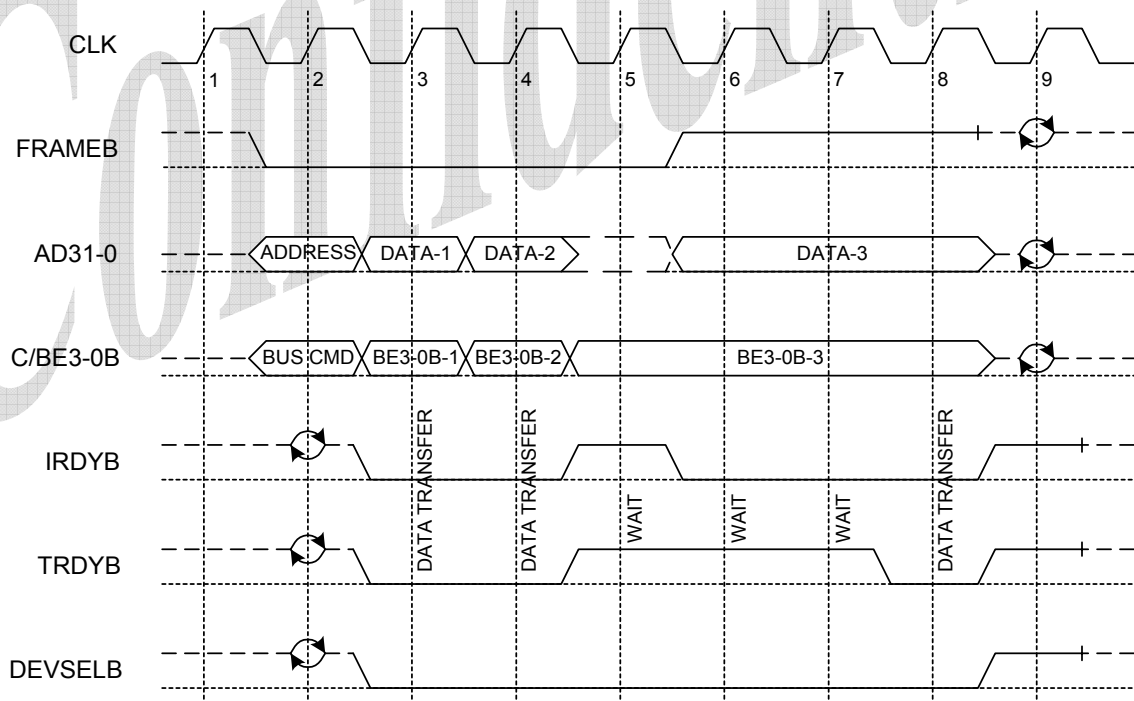 Confidential
CLK
1 2 3 4 5 6 7 8 9
FRAMEB
AD31-0
ADDRESS DATA-1 DATA-2 DATA-3
C/BE3-0B
BUS CMD BE3-0B-1 BE3-0B-2 BE3-0B-3
IRDYB
DATA TRANSFER
DATA TRANSFER
WAIT
WAIT
WAIT
DATA TRANSFER
TRDYB
DEVSELB